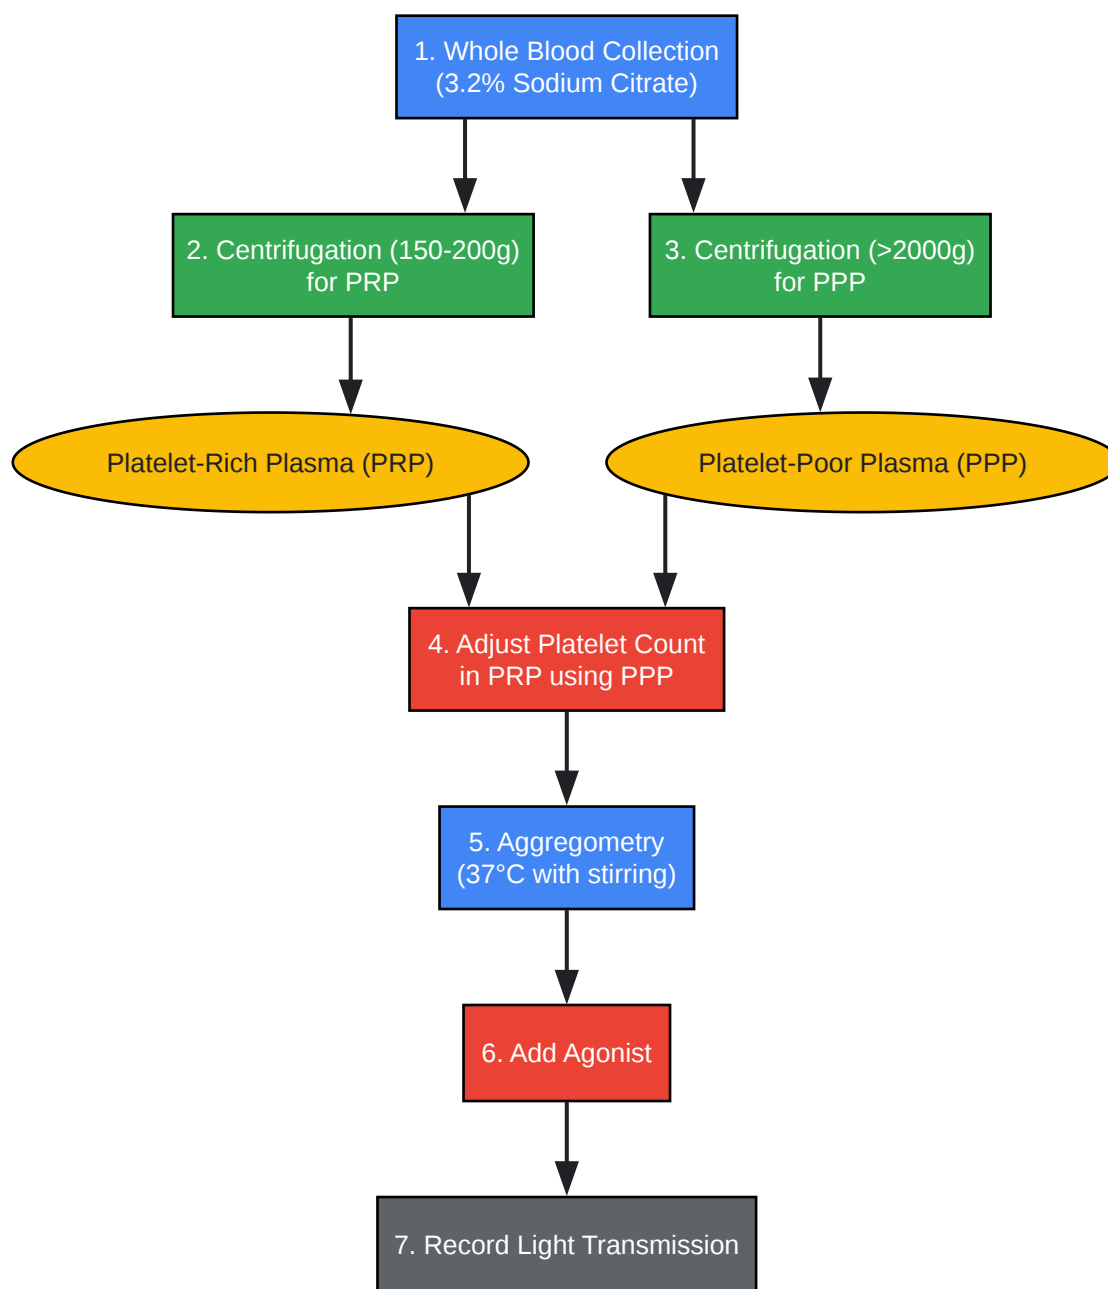 1. Whole Blood Collection
(3.2% Sodium Citrate)
2. Centrifugation (150-200g)
for PRP
3. Centrifugation (>2000g)
for PPP
Platelet-Rich Plasma (PRP)
Platelet-Poor Plasma (PPP)
4. Adjust Platelet Count
in PRP using PPP
5. Aggregometry
(37°C with stirring)
6. Add Agonist
7. Record Light Transmission